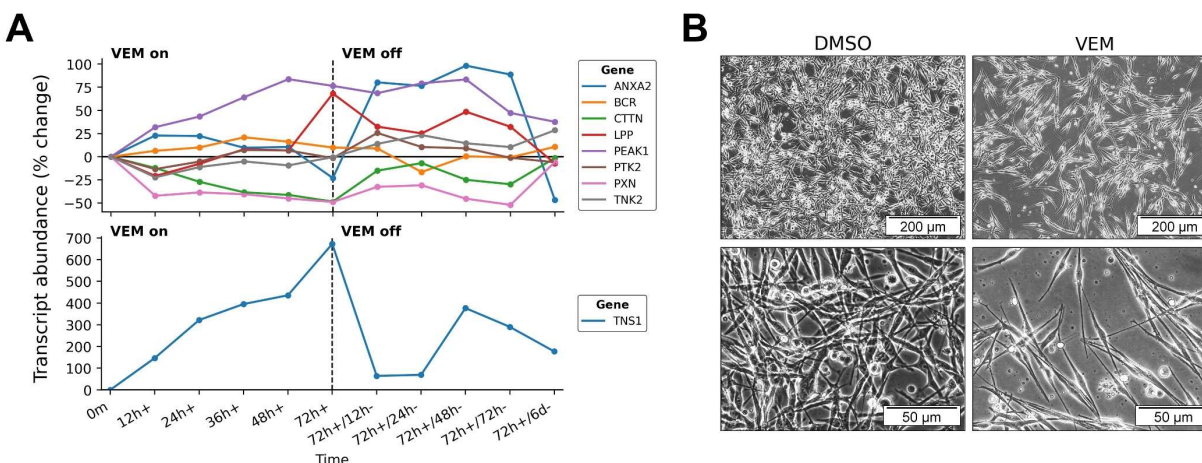 A
VEM on
VEM off
100
75
50
25
0
−25
−50
Gene
ANXA2
BCR
CTTN
LPP
PEAK1
PTK2
PXN
TNK2
Transcript abundance (% change)
VEM on
VEM off
700
600
500
400
300
200
100
0
Gene
TNS1
0m
12h+
24h+
36h+
48h+
72h+
72h+/12h-
72h+/24h-
72h+/48h-
72h+/72h-
72h+/6d-
Time
B
DMSO
VEM
200 µm
200 µm
50 µm
50 µm